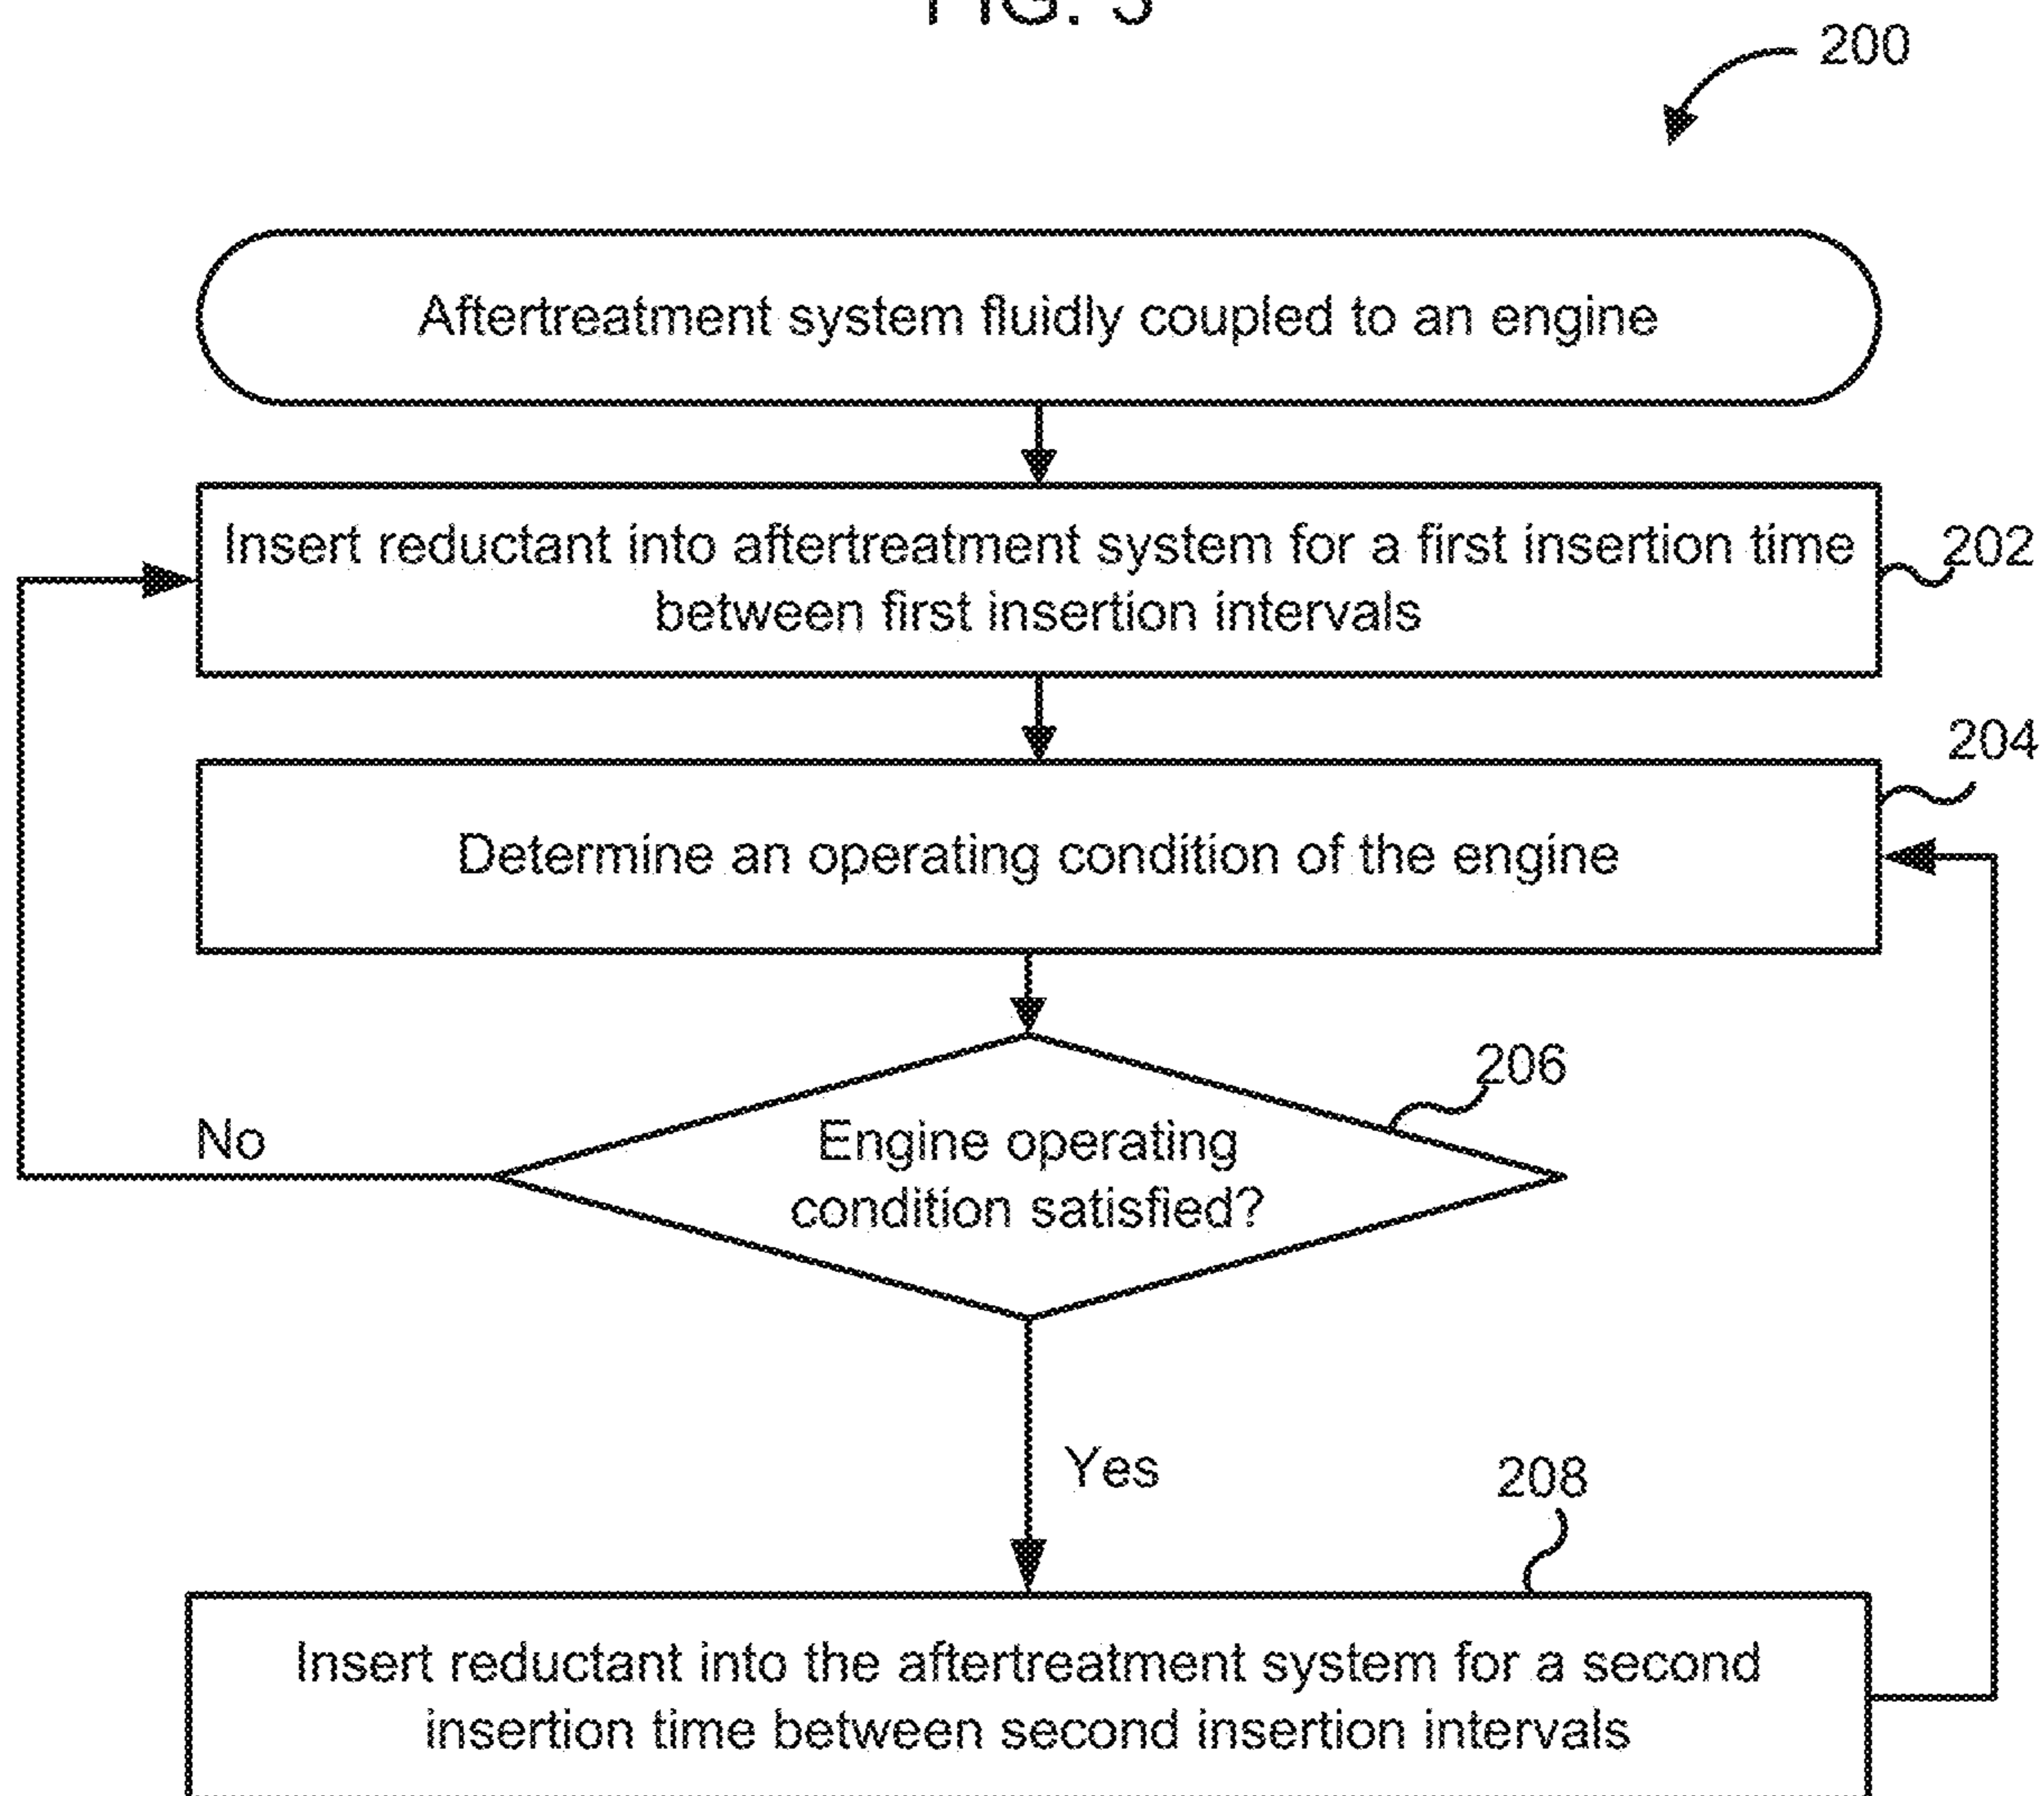 200
Aftertreatment system fluidly coupled to an engine
Insert reductant into aftertreatment system for a first insertion time
between first insertion intervals
202
204
Determine an operating condition of the engine
206
No
Engine operating
condition satisfied?
Yes
208
Insert reductant into the aftertreatment system for a second
insertion time between second insertion intervals